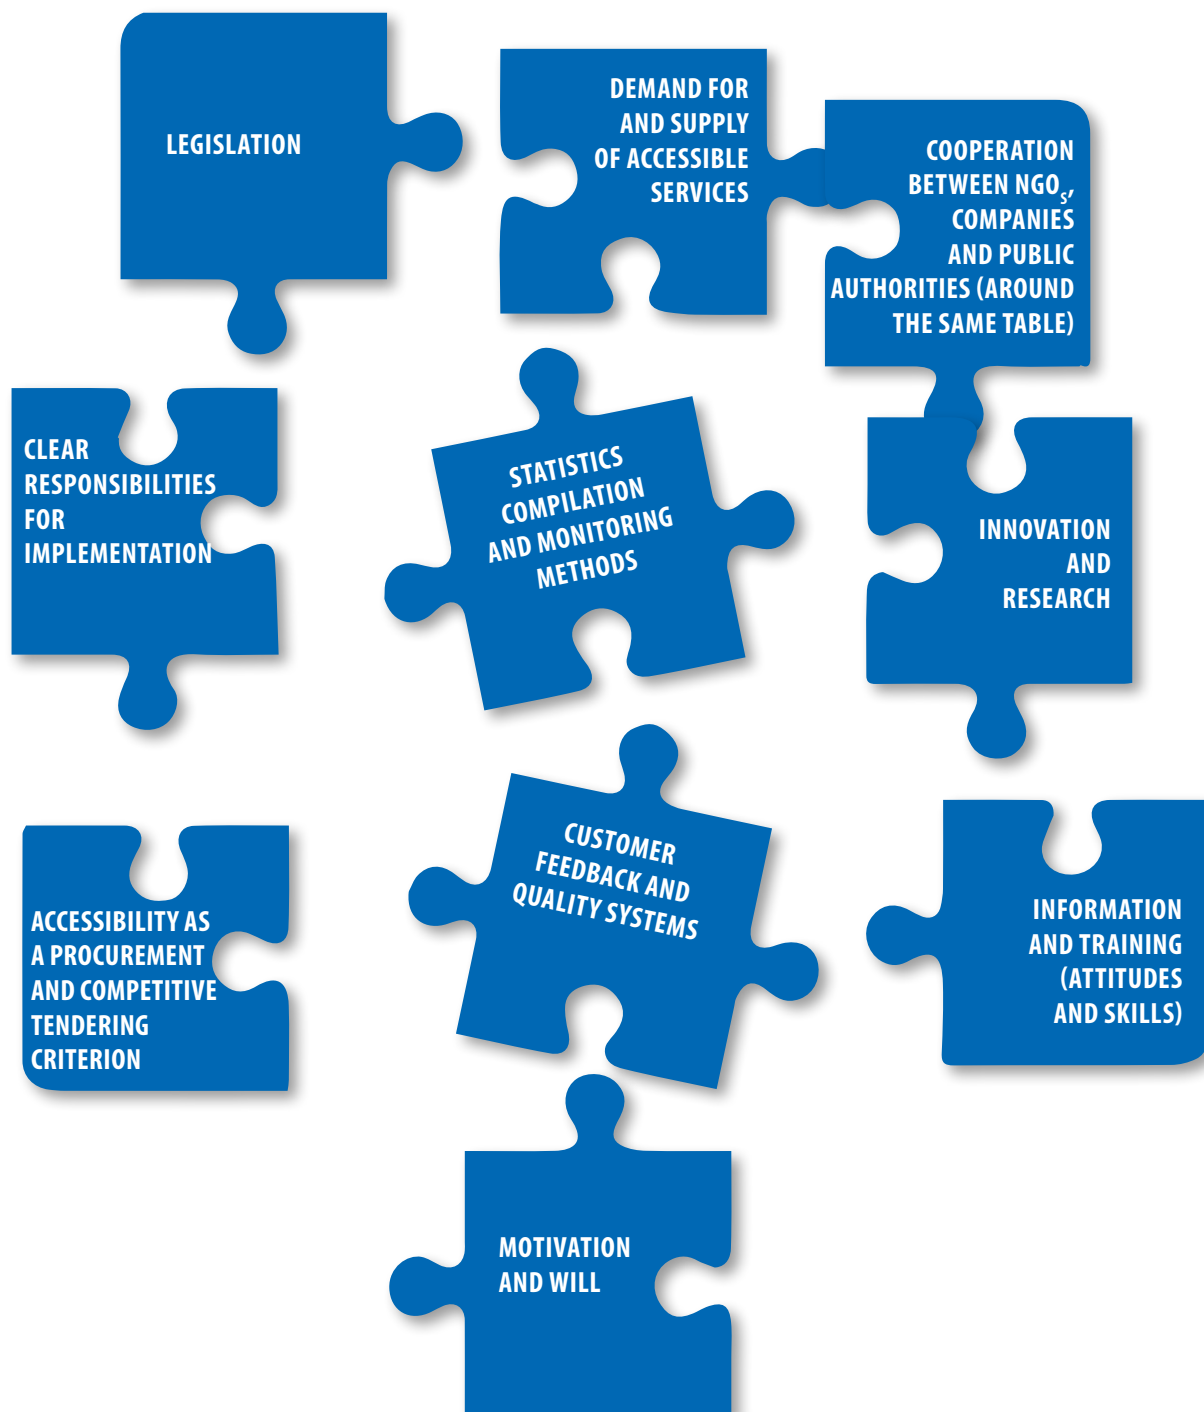 LEGISLATION
DEMAND FOR
AND SUPPLY
OF ACCESSIBLE
SERVICES
COOPERATION
BETWEEN NGOs,
COMPANIES
AND PUBLIC
AUTHORITIES (AROUND
THE SAME TABLE)
CLEAR
RESPONSIBILITIES
FOR
IMPLEMENTATION
STATISTICS
COMPILATION
AND MONITORING
METHODS
INNOVATION
AND
RESEARCH
ACCESSIBILITY AS
A PROCUREMENT
AND COMPETITIVE
TENDERING
CRITERION
CUSTOMER
FEEDBACK AND
QUALITY SYSTEMS
INFORMATION
AND TRAINING
(ATTITUDES
AND SKILLS)
MOTIVATION
AND WILL